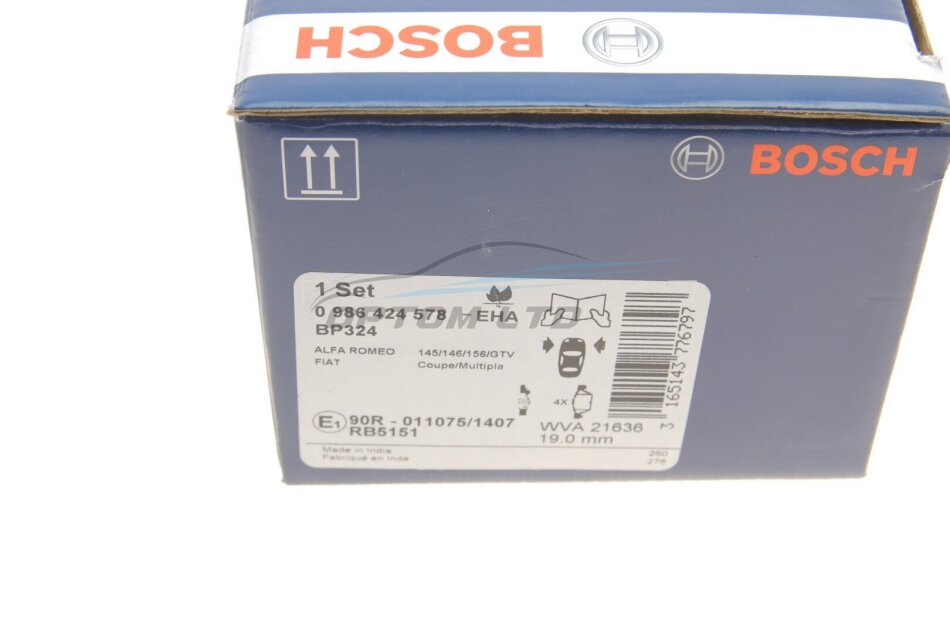 BOSCH
BOSCH
1 Set
0 986 424 578 - EHA
BP324
OPTOM LTD
ALFA ROMEO 145/146/156/GTV
FIAT Coupe/Multipla
4X
E1 90R - 011075/1407
RB5151
WVA 21636
19.0 mm
165143 776797
3
Made in India
Fabriqué en Inde
250
276